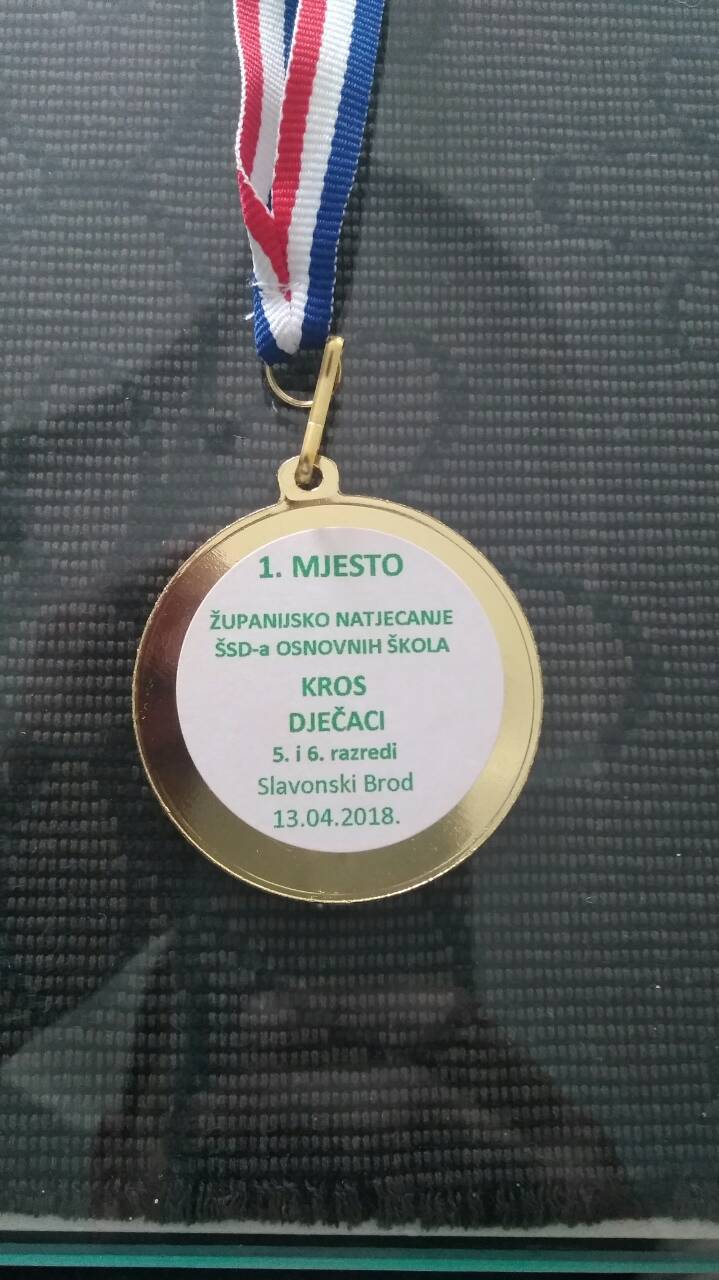 1. MJESTO
ŽUPANIJSKO NATJECANJE
ŠSD-a OSNOVNIH ŠKOLA
KROS
DJEČACI
5. i 6. razredi
Slavonski Brod
13.04.2018.